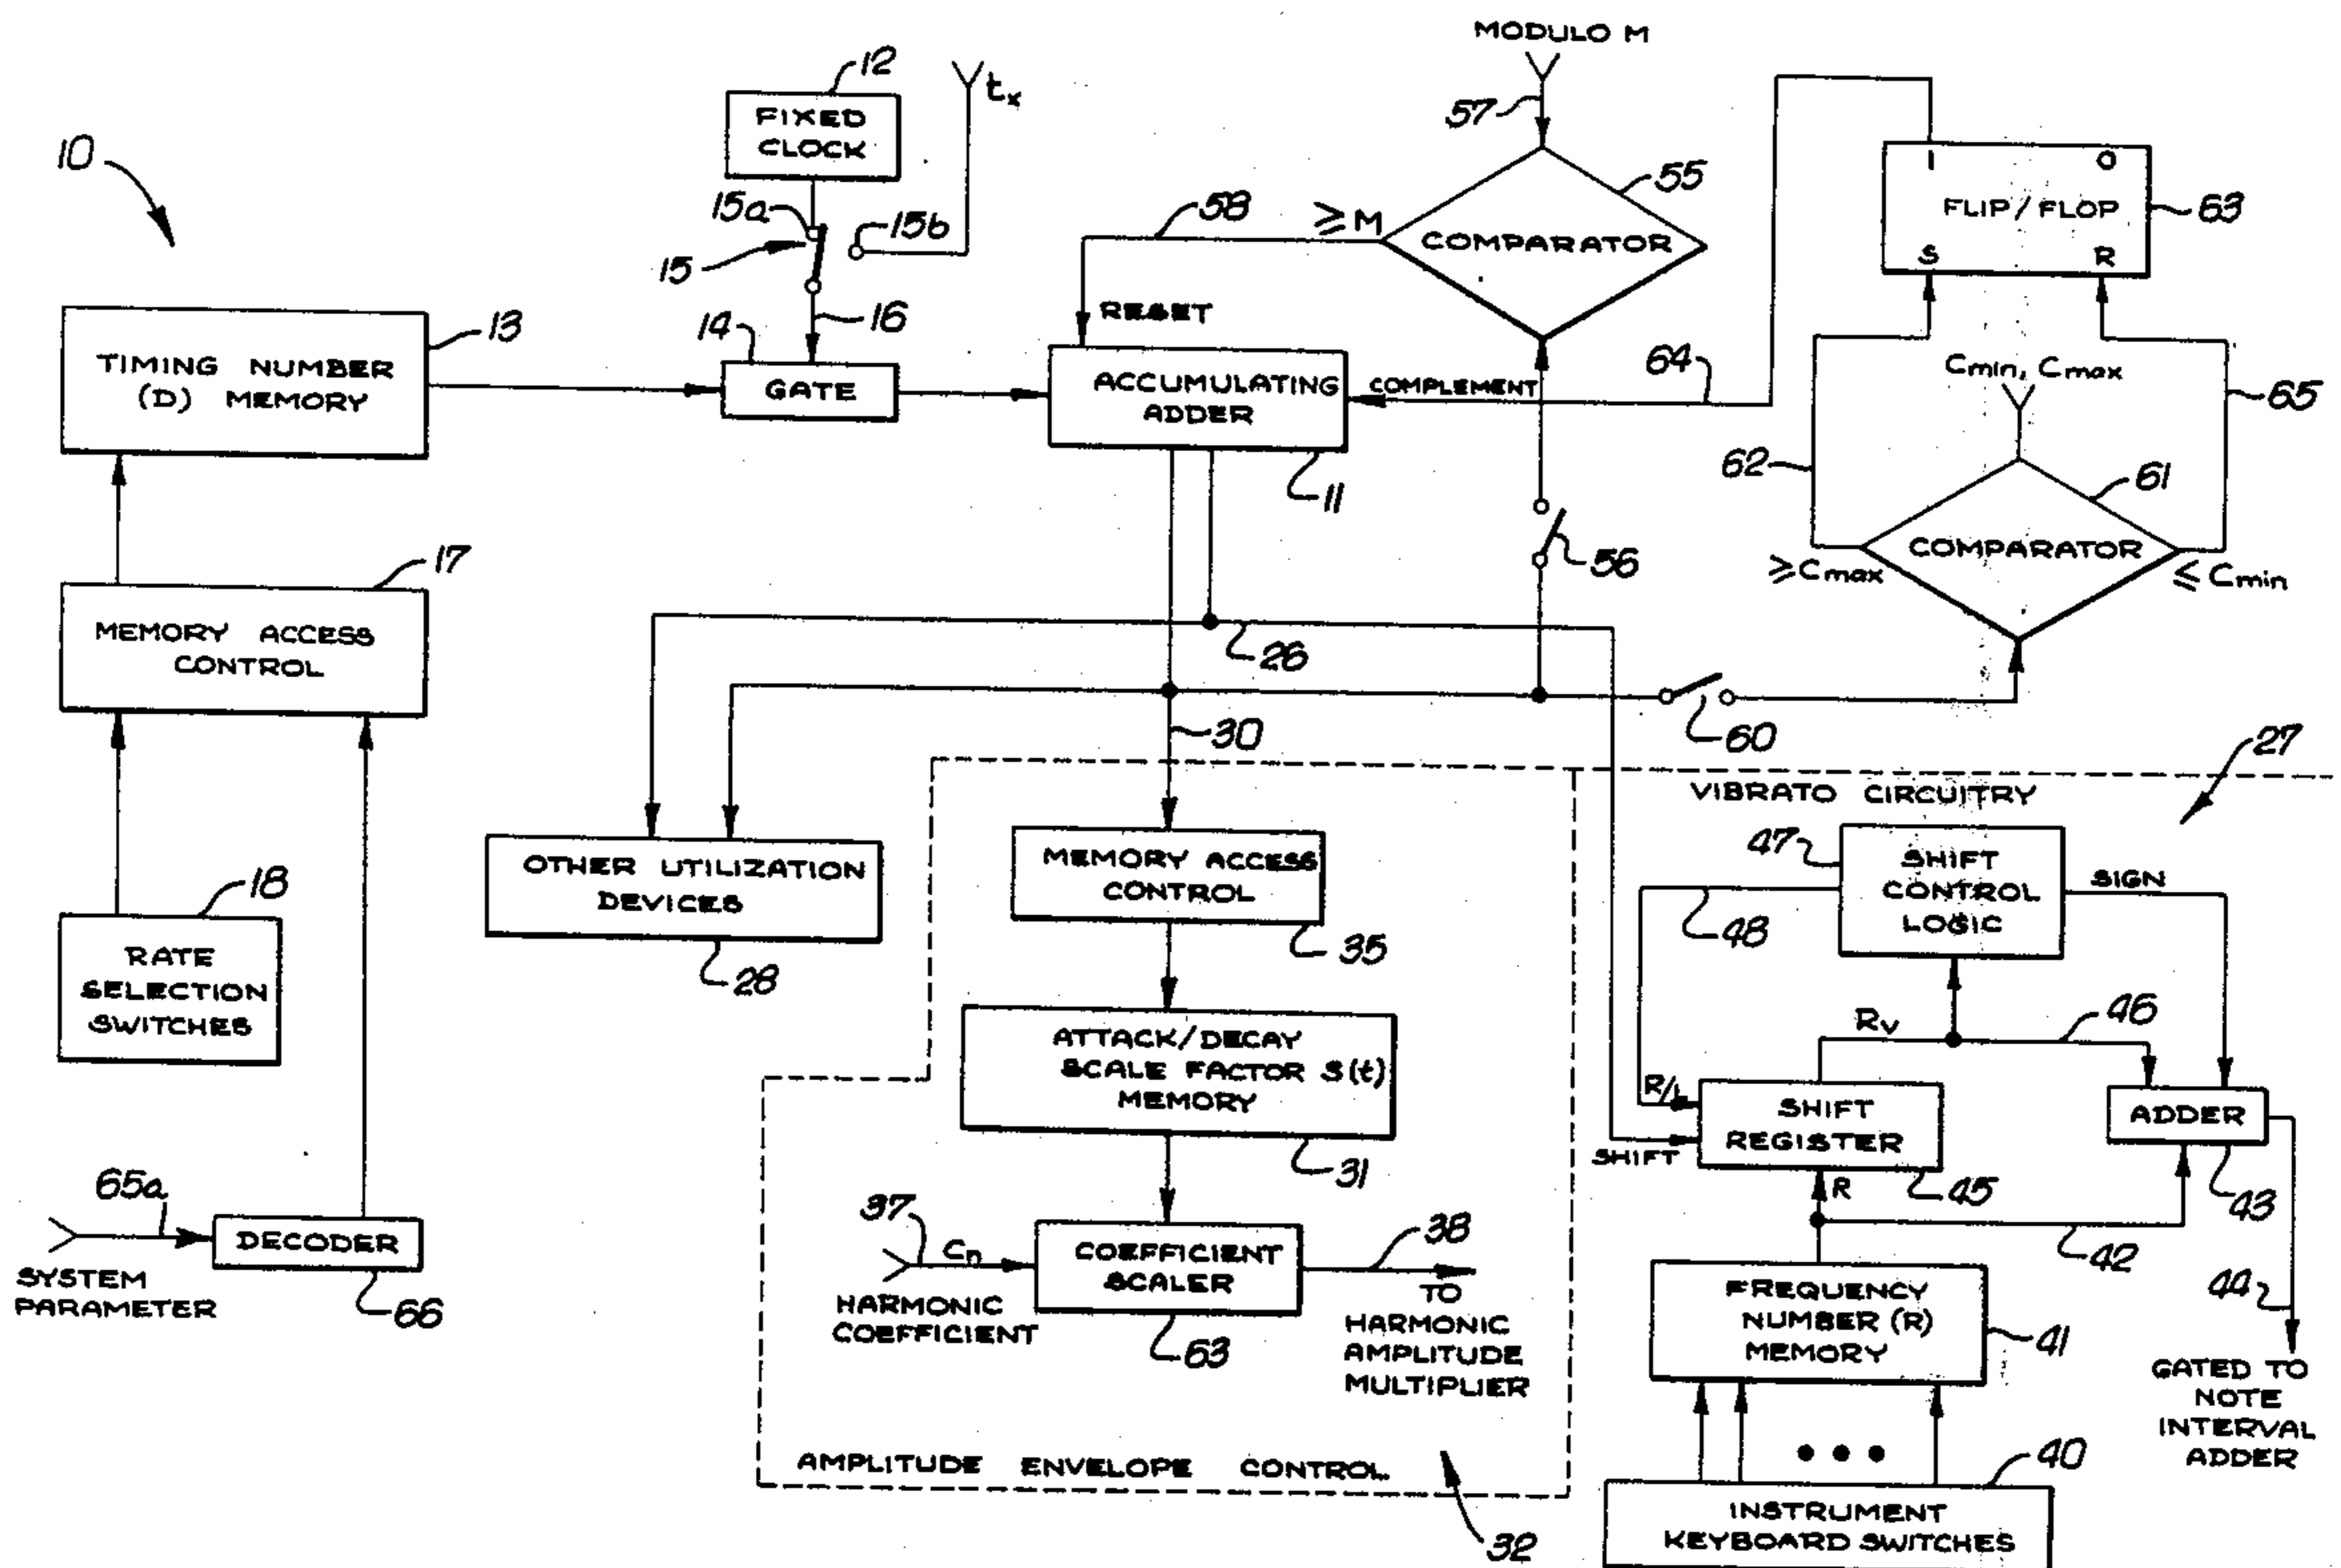 MODULO M
57
12
t_x
FIXED
CLOCK
10
15a
15b
15
16
58
≥M
55
COMPARATOR
1
0
FLIP/FLOP
63
S
R
13
TIMING NUMBER
(D) MEMORY
14
GATE
RESET
ACCUMULATING
ADDER
11
COMPLEMENT
64
Cmin, Cmax
65
62
61
COMPARATOR
≥Cmax
≤ Cmin
56
17
MEMORY ACCESS
CONTROL
26
30
60
27
VIBRATO CIRCUITRY
OTHER UTILIZATION
DEVICES
28
MEMORY ACCESS
CONTROL
35
47
SHIFT
CONTROL
LOGIC
SIGN
48
18
RATE
SELECTION
SWITCHES
ATTACK/DECAY
SCALE FACTOR S(t)
MEMORY
31
Rv
46
R/L
SHIFT
REGISTER
SHIFT
45
ADDER
43
R
42
65a
DECODER
66
SYSTEM
PARAMETER
37
Cn
HARMONIC
COEFFICIENT
COEFFICIENT
SCALER
63
38
TO
HARMONIC
AMPLITUDE
MULTIPLIER
FREQUENCY
NUMBER (R)
MEMORY
41
44
GATED TO
NOTE
INTERVAL
ADDER
AMPLITUDE ENVELOPE CONTROL
32
40
INSTRUMENT
KEYBOARD SWITCHES